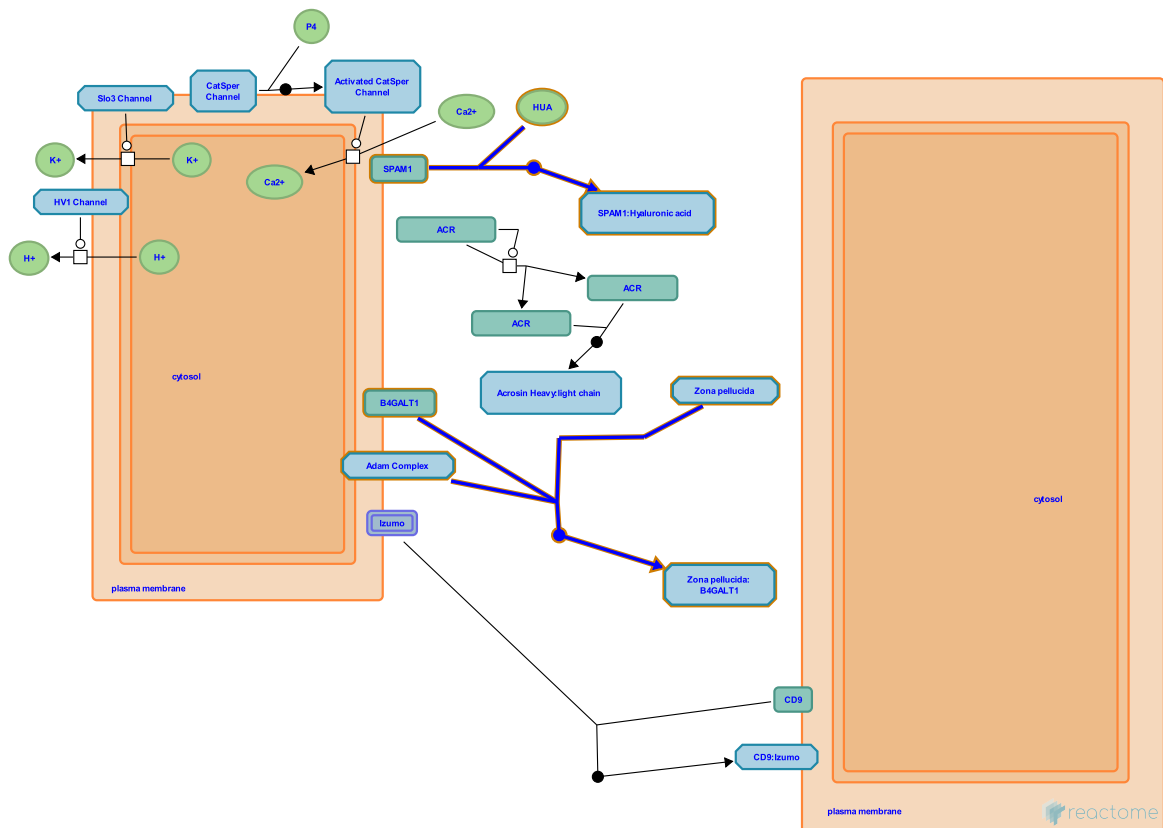 P4
CatSper
Channel
Activated CatSper
Channel
Slo3 Channel
Ca2+
HUA
K+
K+
SPAM1
Ca2+
HV1 Channel
SPAM1:Hyaluronic acid
ACR
H+
H+
ACR
ACR
cytosol
Acrosin Heavy:light chain
Zona pellucida
B4GALT1
Adam Complex
cytosol
Izumo
Zona pellucida:
B4GALT1
plasma membrane
CD9
CD9:Izumo
plasma membrane
reactome